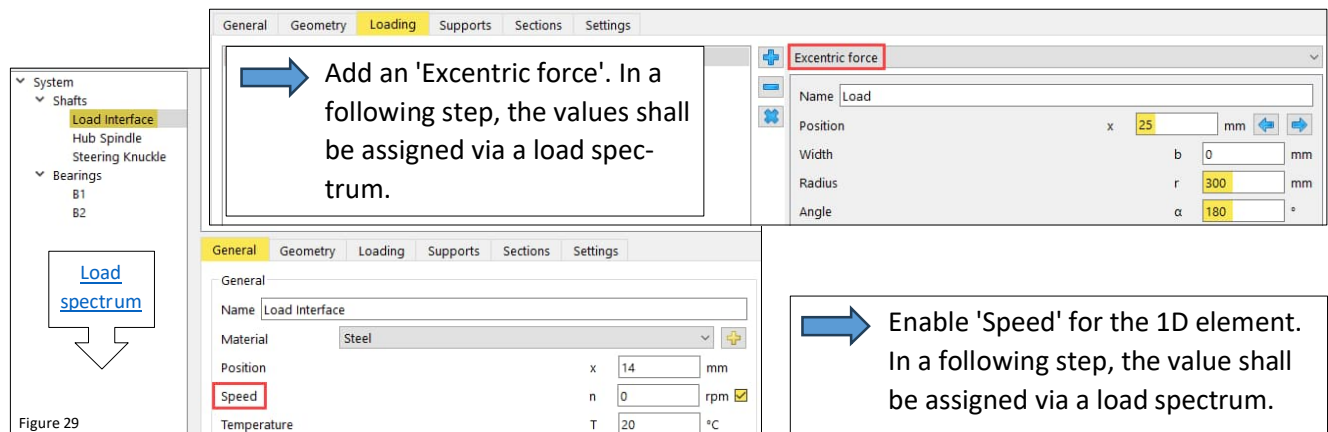 General Geometry Loading Supports Sections Settings
Add an 'Excentric force'. In a
following step, the values shall
be assigned via a load spec-
trum.
Excentric force
Name Load
Position x 25 mm
Width b 0 mm
Radius r 300 mm
Angle α 180 °
System
Shafts
Load Interface
Hub Spindle
Steering Knuckle
Bearings
B1
B2
Load
spectrum
Figure 29
General Geometry Loading Supports Sections Settings
General
Name Load Interface
Material Steel
Position x 14 mm
Speed n 0 rpm
Temperature T 20 °C
Enable 'Speed' for the 1D element.
In a following step, the value shall
be assigned via a load spectrum.